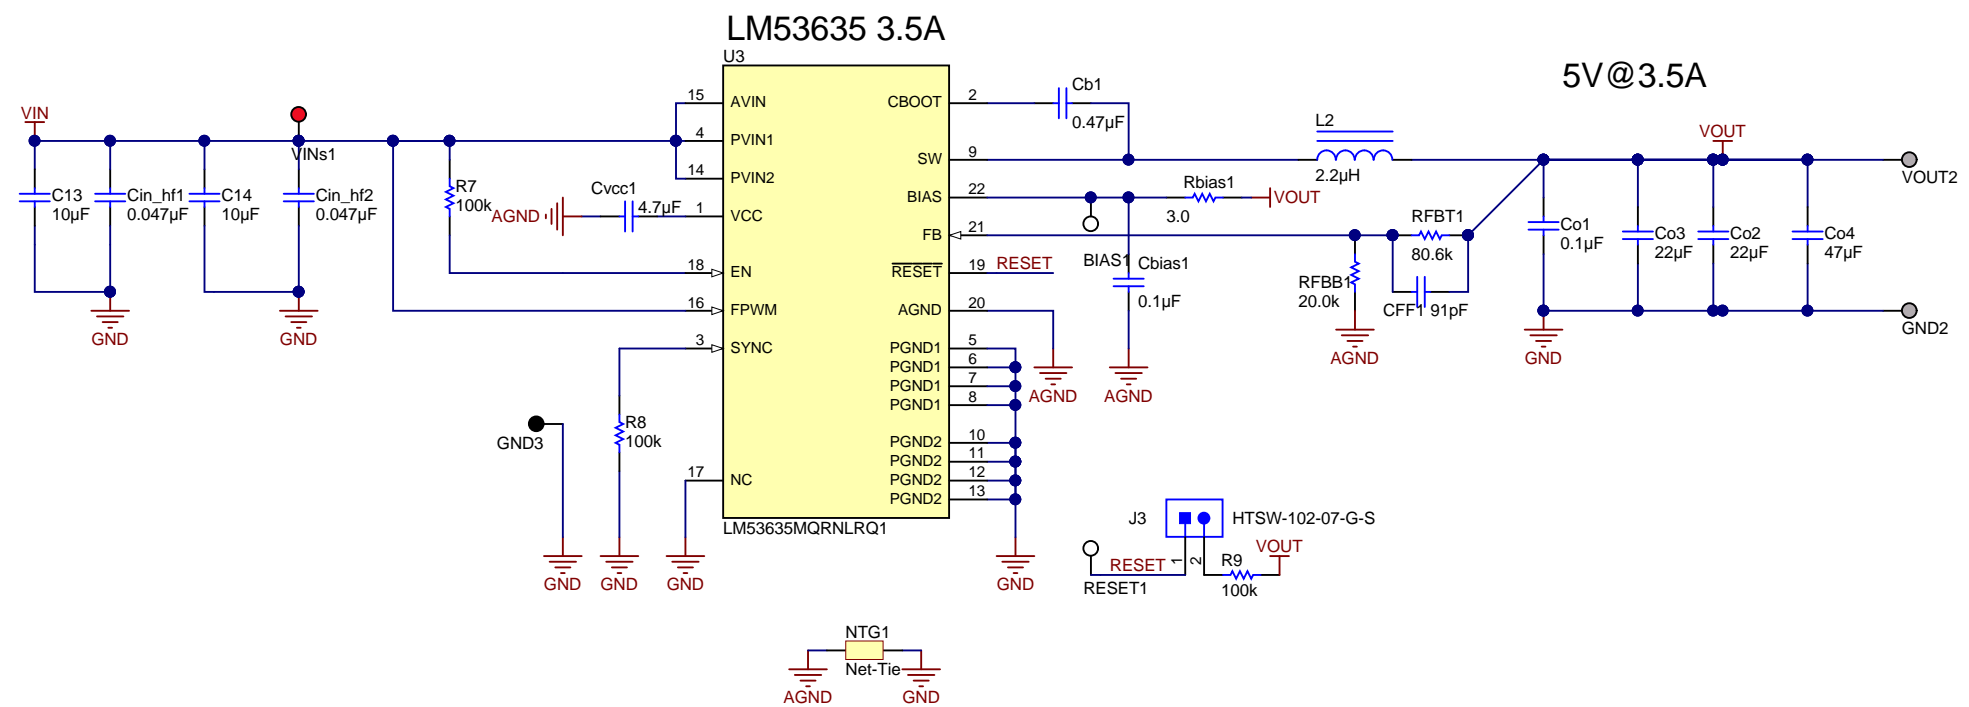 LM53635 3.5A
U3
5V@3.5A
VIN
VINs1
C13
10µF
Cin_hf1
0.047µF
C14
10µF
Cin_hf2
0.047µF
GND
GND
R7
100k
AGND
Cvcc1
4.7µF
15 AVIN
4 PVIN1
14 PVIN2
1 VCC
18 EN
16 FPWM
3 SYNC
17 NC
CBOOT 2
SW 9
BIAS 22
FB 21
RESET 19 RESET
AGND 20
PGND1 5
PGND1 6
PGND1 7
PGND1 8
PGND2 10
PGND2 11
PGND2 12
PGND2 13
LM53635MQRNLRQ1
GND3
R8
100k
GND
GND
GND
GND
Cb1
0.47µF
L2
2.2µH
Rbias1
3.0
VOUT
BIAS1
Cbias1
0.1µF
AGND
AGND
RFBT1
80.6k
RFBB1
20.0k
CFF1 91pF
AGND
VOUT
Co1
0.1µF
Co3
22µF
Co2
22µF
Co4
47µF
GND
VOUT2
GND2
J3
HTSW-102-07-G-S
RESET
RESET1
1
2
R9
100k
VOUT
NTG1
Net-Tie
AGND
GND